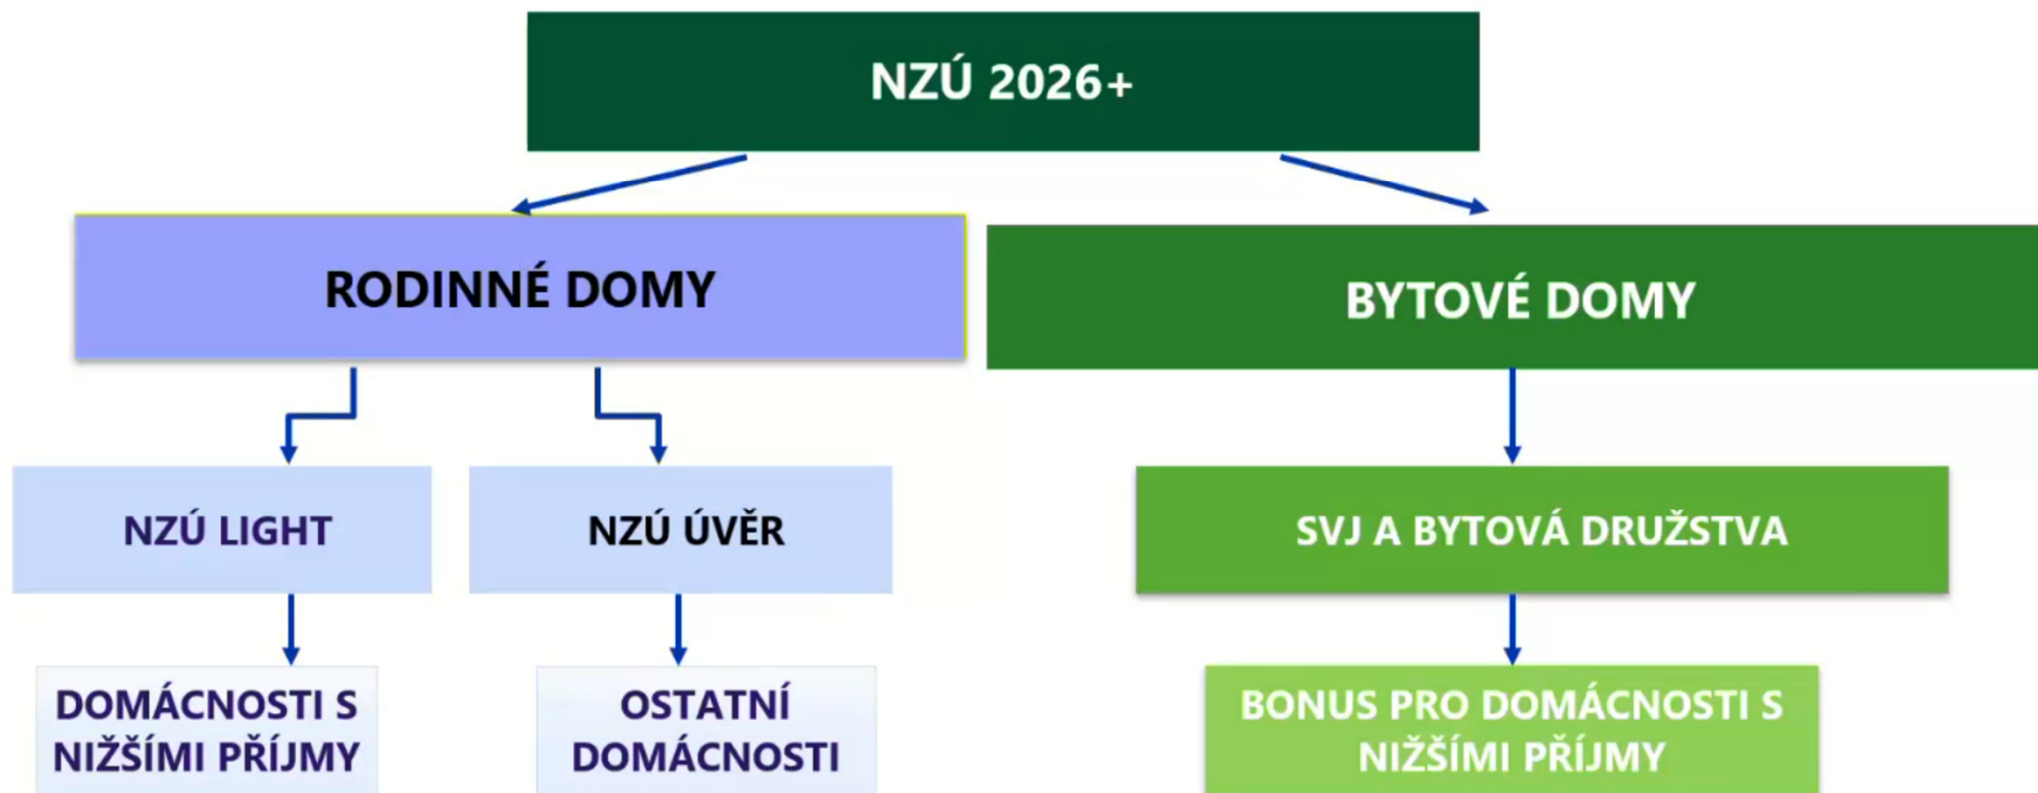 NZÚ 2026+
RODINNÉ DOMY
BYTOVÉ DOMY
NZÚ LIGHT
NZÚ ÚVĚR
SVJ A BYTOVÁ DRUŽSTVA
DOMÁCNOSTI S
NIŽŠÍMI PŘÍJMY
OSTATNÍ
DOMÁCNOSTI
BONUS PRO DOMÁCNOSTI S
NIŽŠÍMI PŘÍJMY